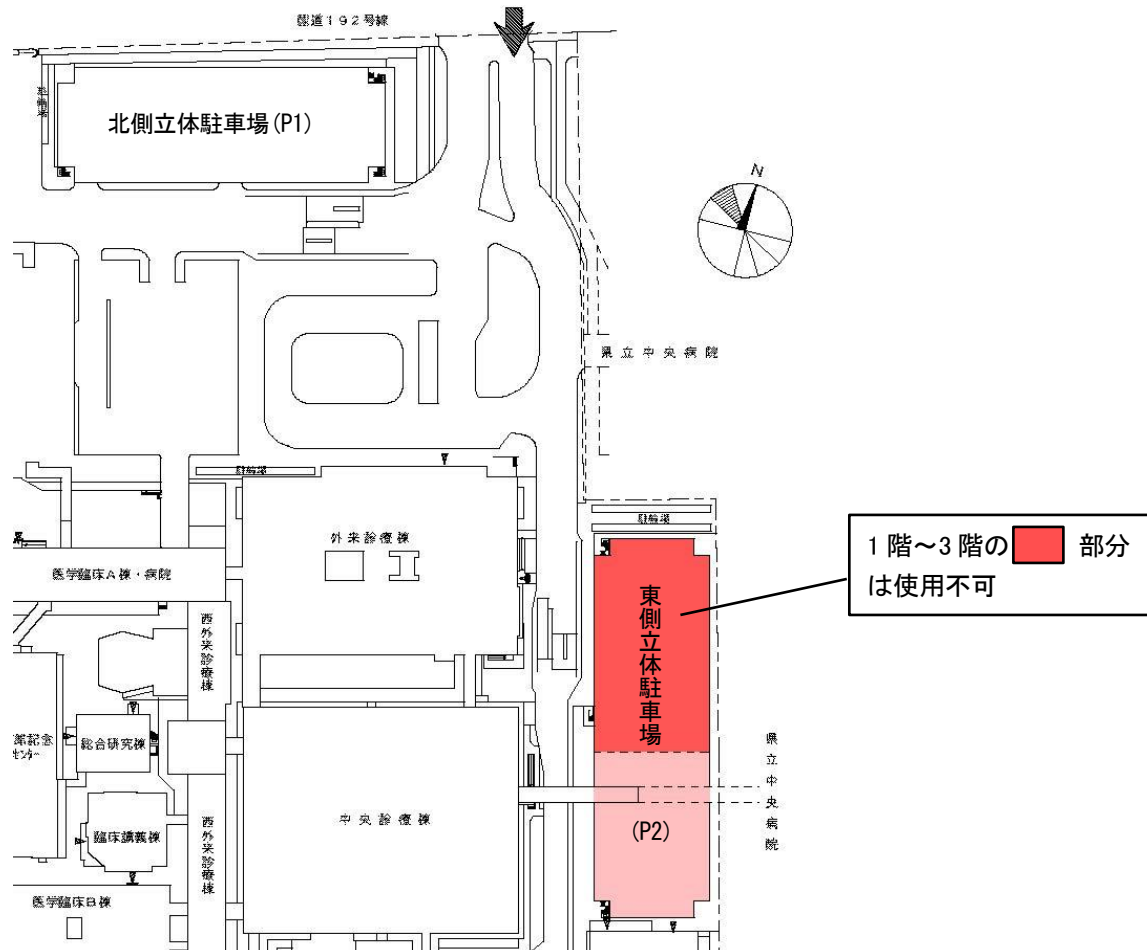 国道192号線
北側立体駐車場(P1)
N
県立中央病院
駐輪場
外来診療棟
駐輪場
医学臨床A棟・病院
1階～3階の 部分
は使用不可
西外来診療棟
東側立体駐車場
総合研究棟
センター
県立中央病院
中央診療棟
(P2)
臨床講義棟
西外来診療棟
医学臨床B棟